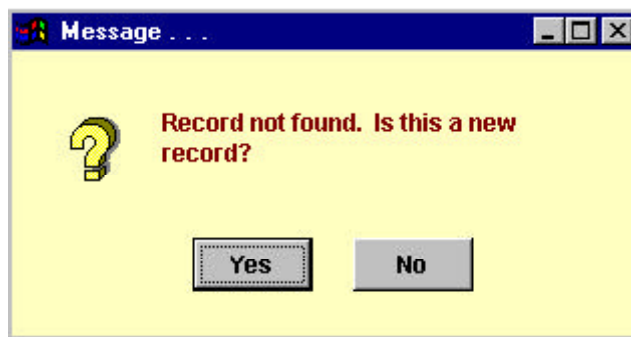 Message . . .
Record not found.  Is this a new
record?
Yes No